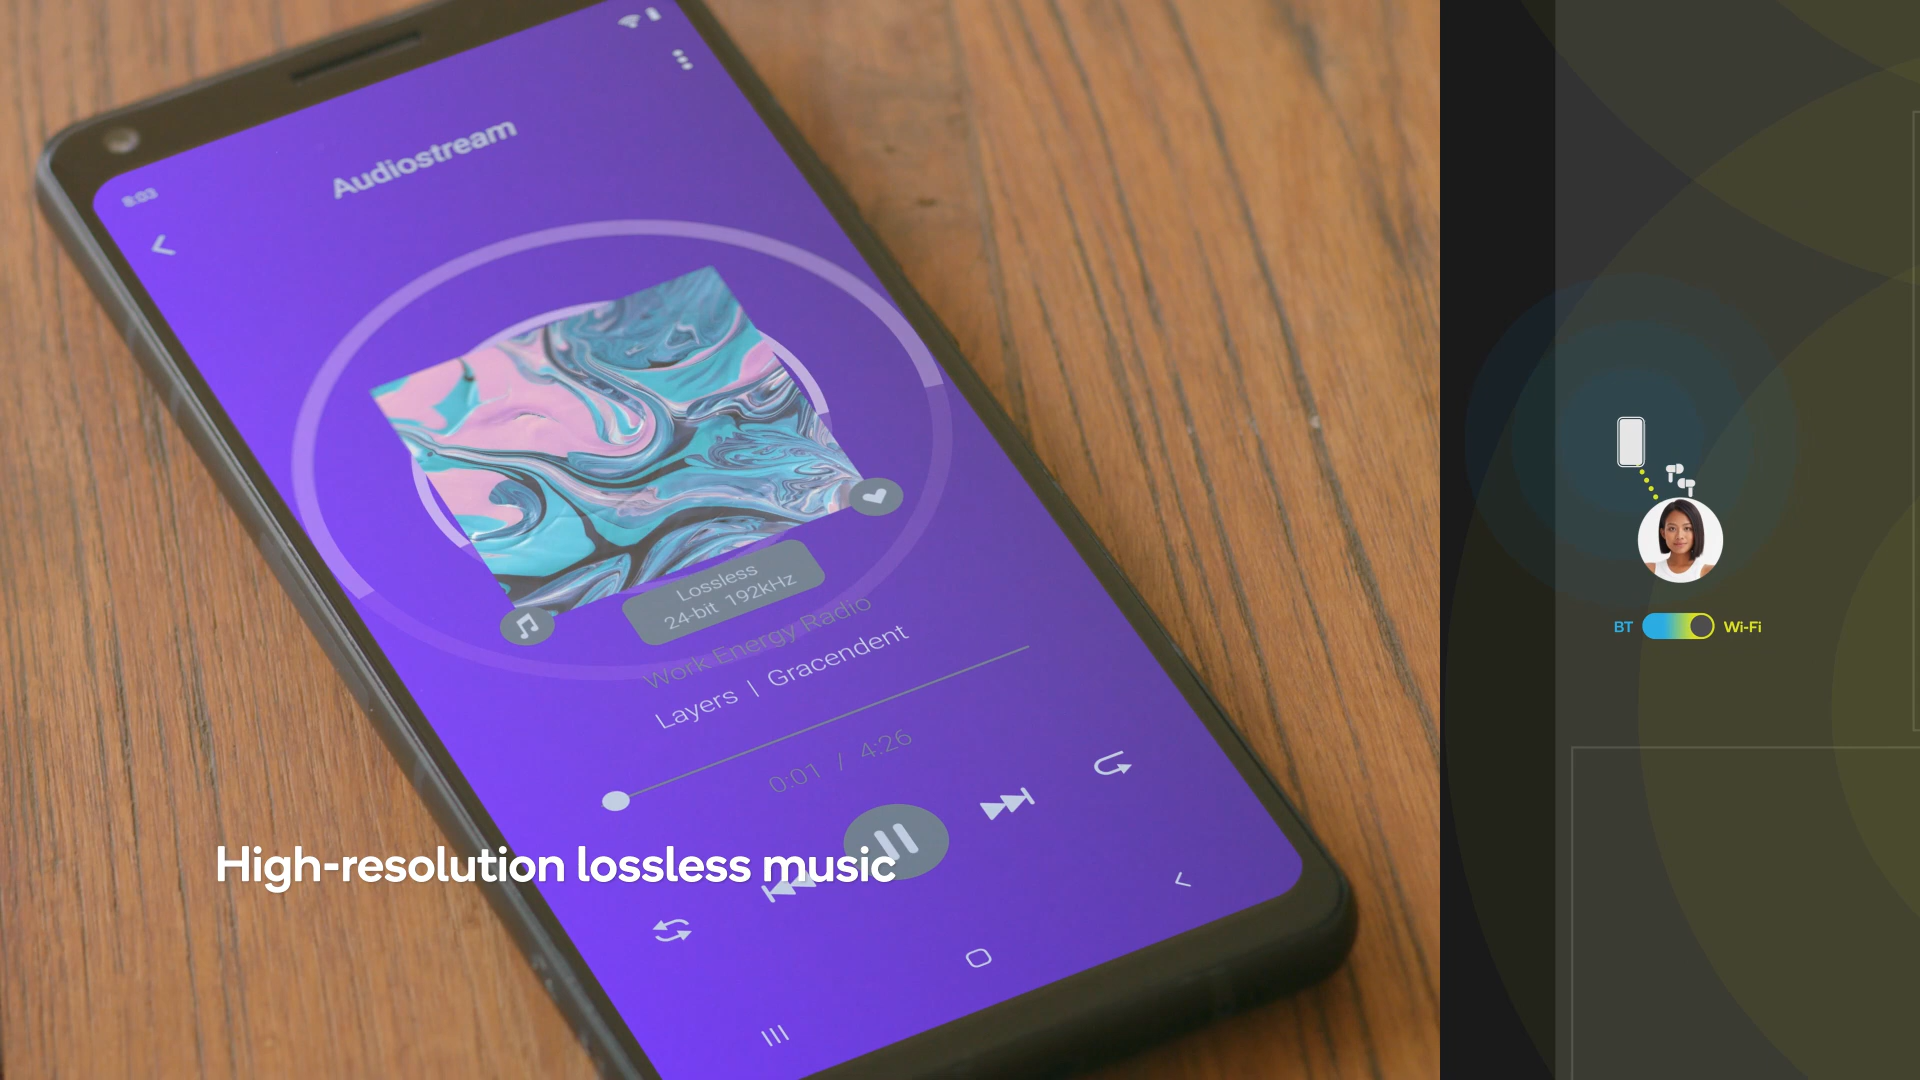 8:03
Audiostream
Lossless
24-bit 192kHz
Work Energy Radio
Layers | Gracendent
0:01 / 4:26
High-resolution lossless music
BT
Wi-Fi